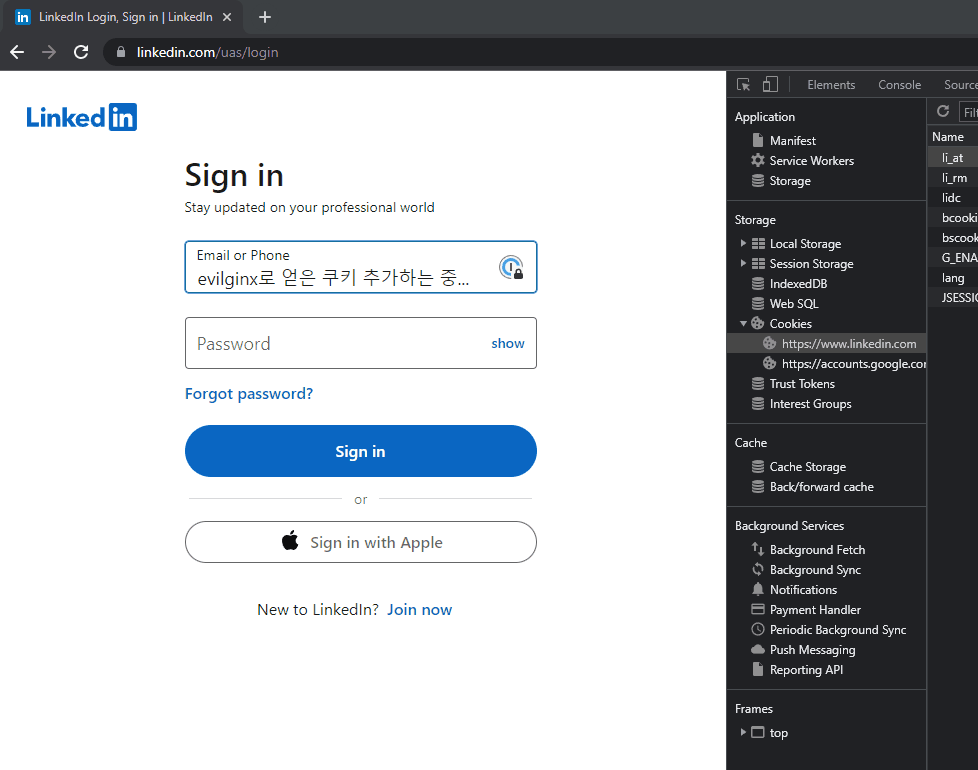 LinkedIn Login, Sign in | LinkedIn
linkedin.com/uas/login
Linked in
Sign in
Stay updated on your professional world
Email or Phone
evilginx로 얻은 쿠키 추가하는 중...
Password
show
Forgot password?
Sign in
or
Sign in with Apple
New to LinkedIn? Join now
Elements Console Source
Application
Manifest
Service Workers
Storage
Storage
Local Storage
Session Storage
IndexedDB
Web SQL
Cookies
https://www.linkedin.com
https://accounts.google.com
Trust Tokens
Interest Groups
Cache
Cache Storage
Back/forward cache
Background Services
Background Fetch
Background Sync
Notifications
Payment Handler
Periodic Background Sync
Push Messaging
Reporting API
Frames
top
Filt
Name
li_at
li_rm
lidc
bcooki
bscook
G_ENA
lang
JSESSIO